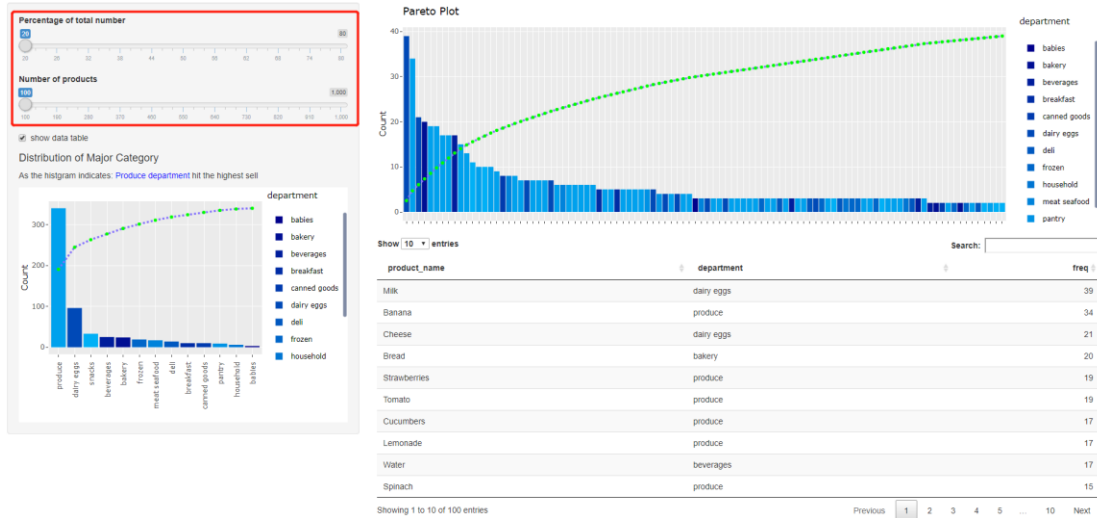 Percentage of total number
20 80
Number of products
100 1,000
show data table
Distribution of Major Category
As the histgram indicates: Produce department hit the highest sell
department
babies
bakery
beverages
breakfast
canned goods
dairy eggs
deli
frozen
household
Count
300
200
100
0
produce
dairy eggs
snacks
beverages
bakery
frozen
meat seafood
deli
breakfast
canned goods
pantry
household
babies
Pareto Plot
Count
40
30
20
10
0
department
babies
bakery
beverages
breakfast
canned goods
dairy eggs
deli
frozen
household
meat seafood
pantry
Show 10 entries Search:
product_name department freq
Milk dairy eggs 39
Banana produce 34
Cheese dairy eggs 21
Bread bakery 20
Strawberries produce 19
Tomato produce 19
Cucumbers produce 17
Lemonade produce 17
Water beverages 17
Spinach produce 15
Showing 1 to 10 of 100 entries Previous 1 2 3 4 5 ... 10 Next